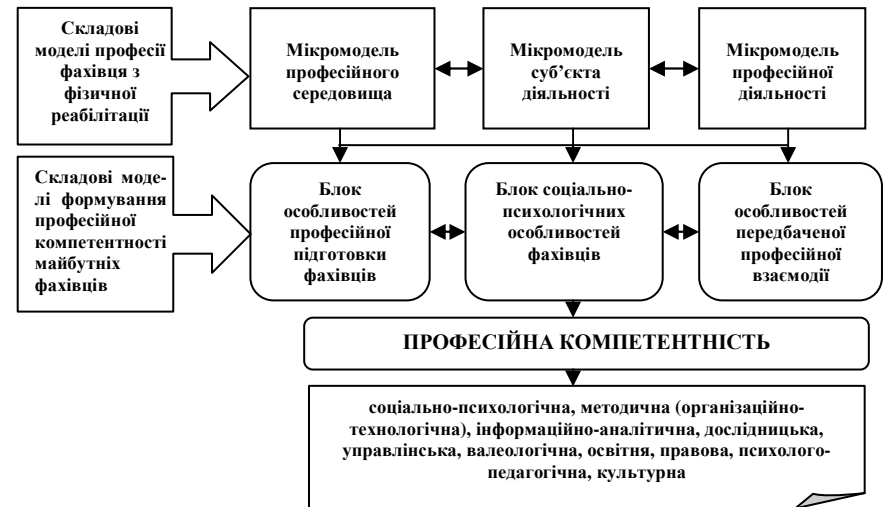 Складові
моделі професії
фахівця з
фізичної
реабілітації
Мікромодель
професійного
середовища
Мікромодель
суб’єкта
діяльності
Мікромодель
професійної
діяльності
Складові моде-
лі формування
професійної
компетентності
майбутніх
фахівців
Блок
особливостей
професійної
підготовки
фахівців
Блок соціально-
психологічних
особливостей
фахівців
Блок
особливостей
передбаченої
професійної
взаємодії
ПРОФЕСІЙНА КОМПЕТЕНТНІСТЬ
соціально-психологічна, методична (організаційно-
технологічна), інформаційно-аналітична, дослідницька,
управлінська, валеологічна, освітня, правова, психолого-
педагогічна, культурна